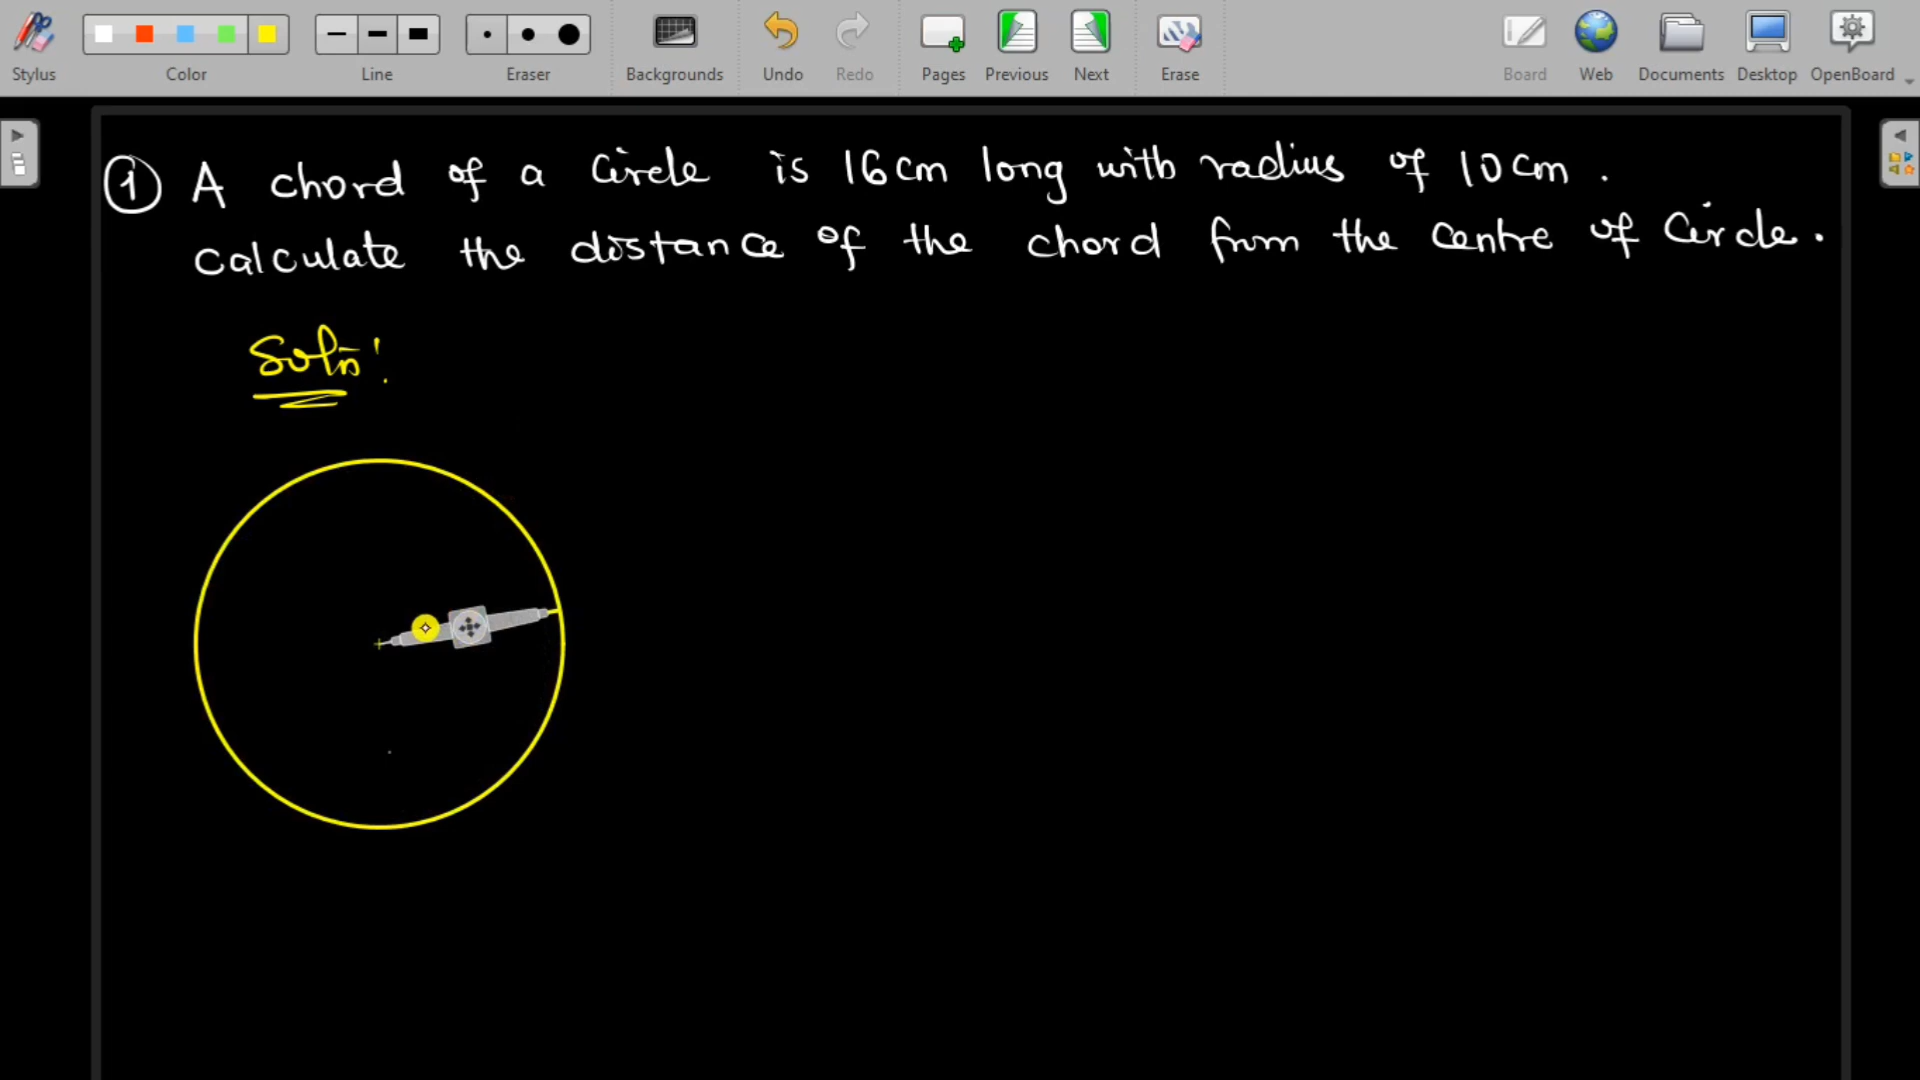 Stylus Color Line Eraser Backgrounds Undo Redo Pages Previous Next Erase Board Web Documents Desktop OpenBoard
① A chord of a circle is 16cm long with radius of 10cm.
calculate the distance of the chord from the centre of Circle.
Soln: